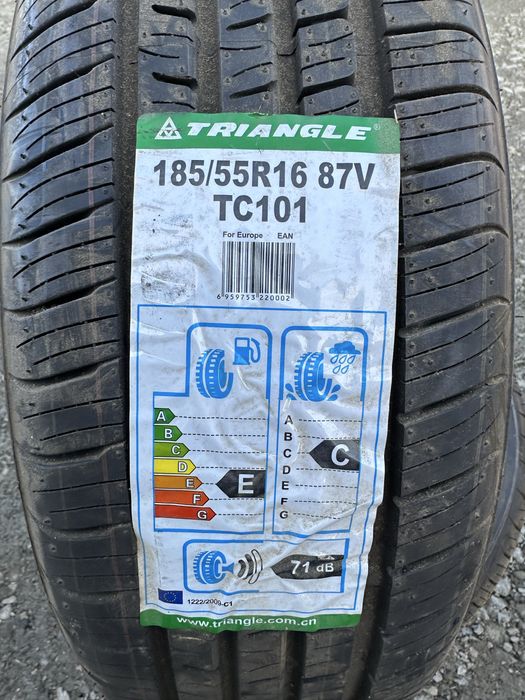 TRIANGLE®
185/55R16 87V
TC101
For Europe EAN
6 959753 220002
A
B
C
D
E
F
G
E
A
B
C
D
E
F
G
C
71 dB
1222/2009-C1
www.triangle.com.cn